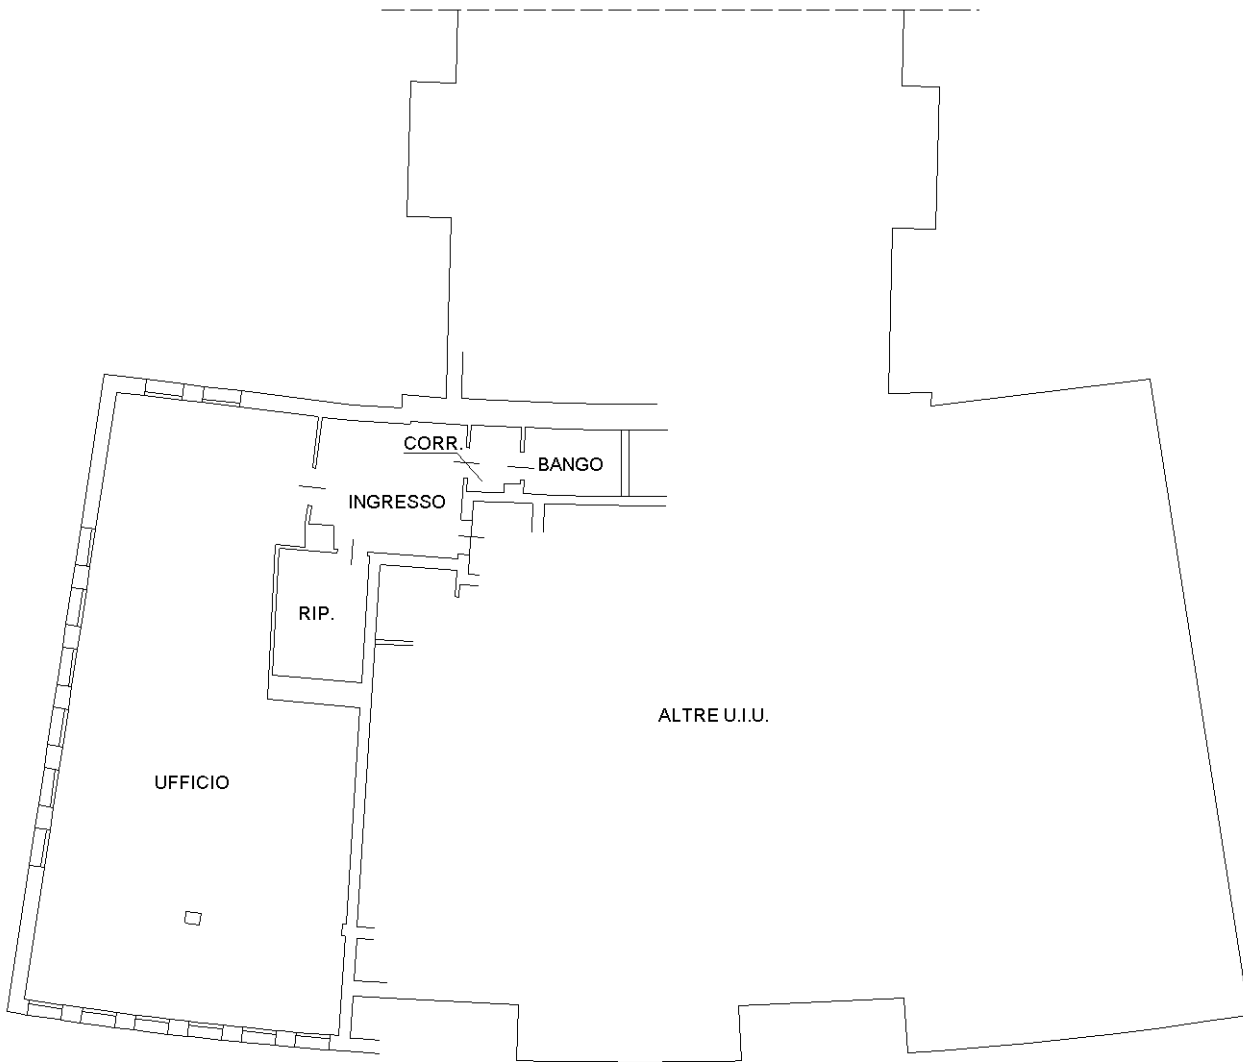 CORR.
BANGO
INGRESSO
RIP.
ALTRE U.I.U.
UFFICIO